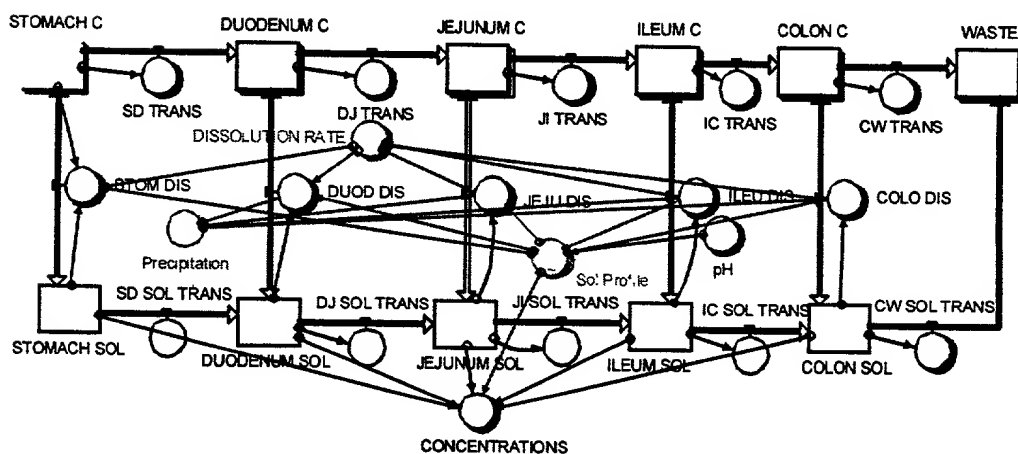 STOMACH C
DUODENUM C
JEJUNUM C
ILEUM C
COLON C
WASTE
SD TRANS
DJ TRANS
JI TRANS
IC TRANS
CW TRANS
DISSOLUTION RATE
STOM DIS
DUOD DIS
JEJU DIS
ILEU DIS
COLO DIS
Precipitation
Sol Profile
pH
SD SOL TRANS
DJ SOL TRANS
JI SOL TRANS
IC SOL TRANS
CW SOL TRANS
STOMACH SOL
DUODENUM SOL
JEJUNUM SOL
ILEUM SOL
COLON SOL
CONCENTRATIONS